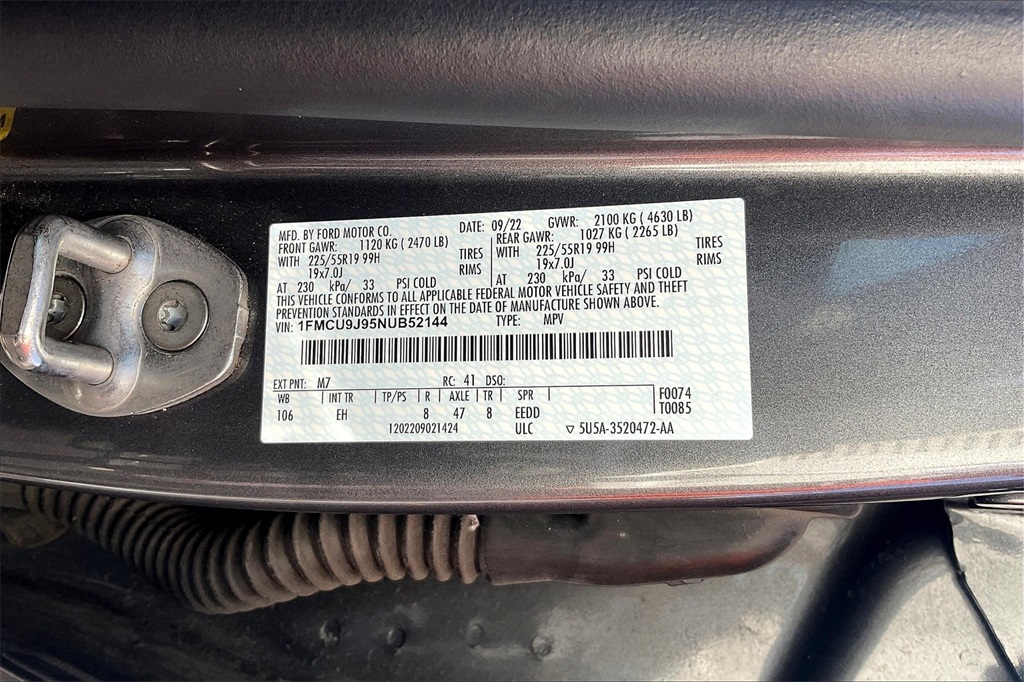 MFD. BY FORD MOTOR CO. DATE: 09/22 GVWR: 2100 KG ( 4630 LB)
FRONT GAWR: 1120 KG ( 2470 LB) REAR GAWR: 1027 KG ( 2265 LB)
WITH 225/55R19 99H TIRES WITH 225/55R19 99H TIRES
19x7.0J RIMS 19x7.0J RIMS
AT 230 kPa/ 33 PSI COLD AT 230 kPa/ 33 PSI COLD
THIS VEHICLE CONFORMS TO ALL APPLICABLE FEDERAL MOTOR VEHICLE SAFETY AND THEFT
PREVENTION STANDARDS IN EFFECT ON THE DATE OF MANUFACTURE SHOWN ABOVE.
VIN: 1FMCU9J95NUB52144 TYPE: MPV
EXT PNT: M7 RC: 41 DSO: F0074
WB INT TR TP/PS R AXLE TR SPR T0085
106 EH 8 47 8 EEDD
1202209021424 ULC ▽ 5U5A-3520472-AA